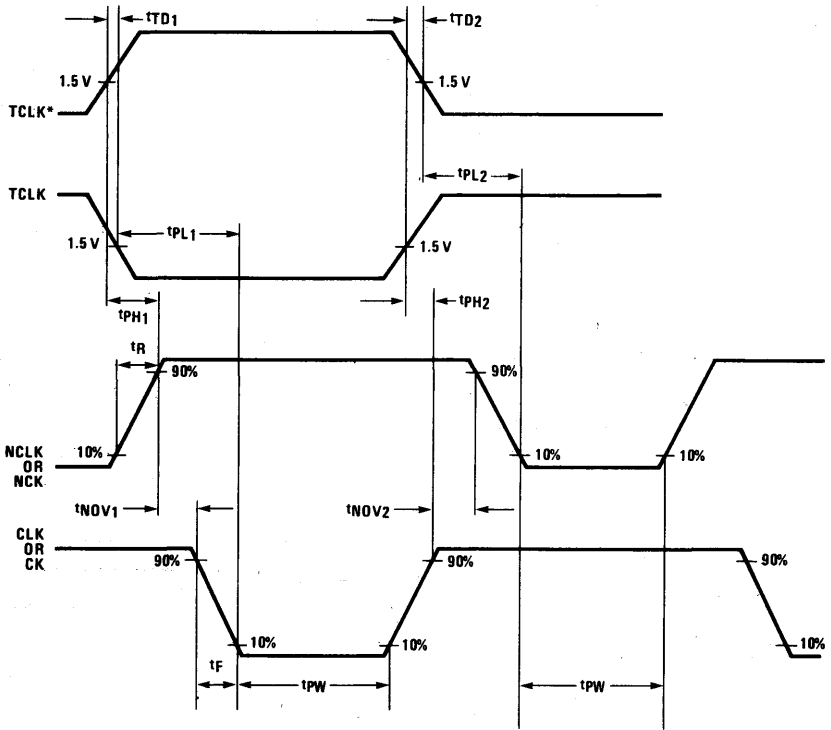 tTD1
tTD2
1.5 V
1.5 V
TCLK*
tPL2
TCLK
tPL1
1.5 V
1.5 V
tPH1
tPH2
tR
90%
90%
NCLK
OR
NCK
10%
10%
10%
tNOV1
tNOV2
CLK
OR
CK
90%
90%
90%
10%
10%
10%
tF
tPW
tPW